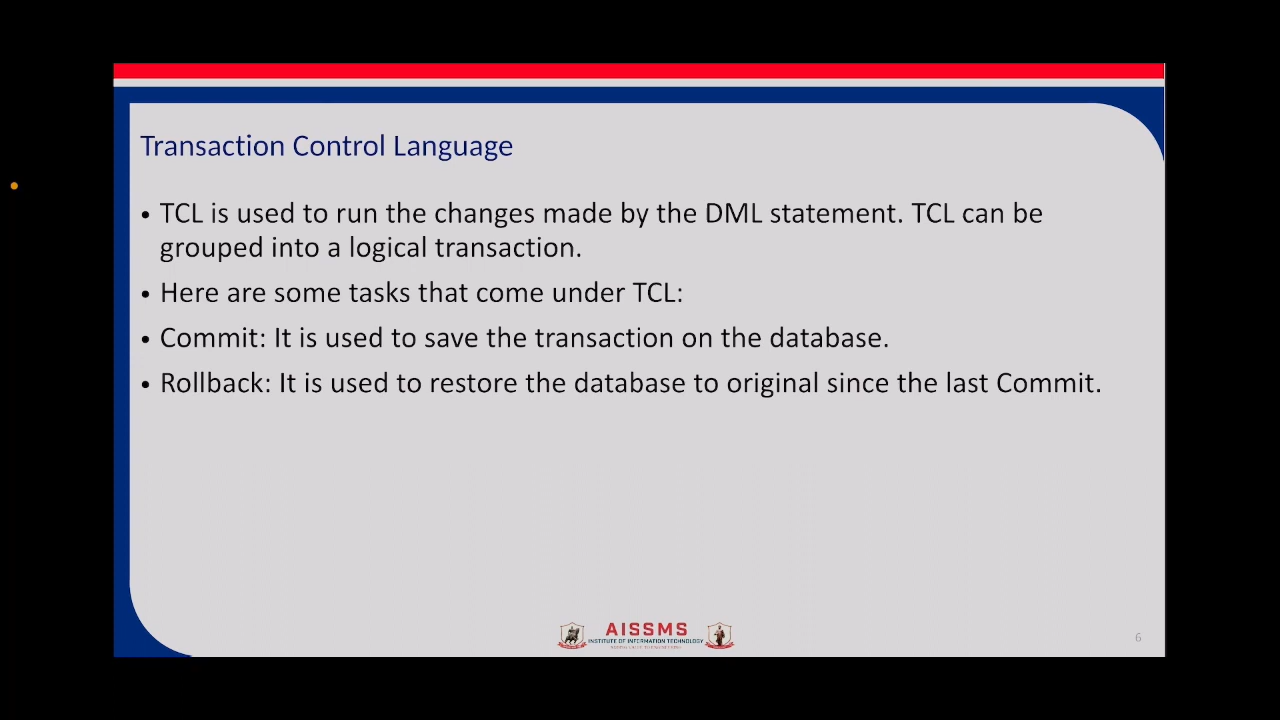 Transaction Control Language
• TCL is used to run the changes made by the DML statement. TCL can be
grouped into a logical transaction.
• Here are some tasks that come under TCL:
• Commit: It is used to save the transaction on the database.
• Rollback: It is used to restore the database to original since the last Commit.
AISSMS
INSTITUTE OF INFORMATION TECHNOLOGY
6